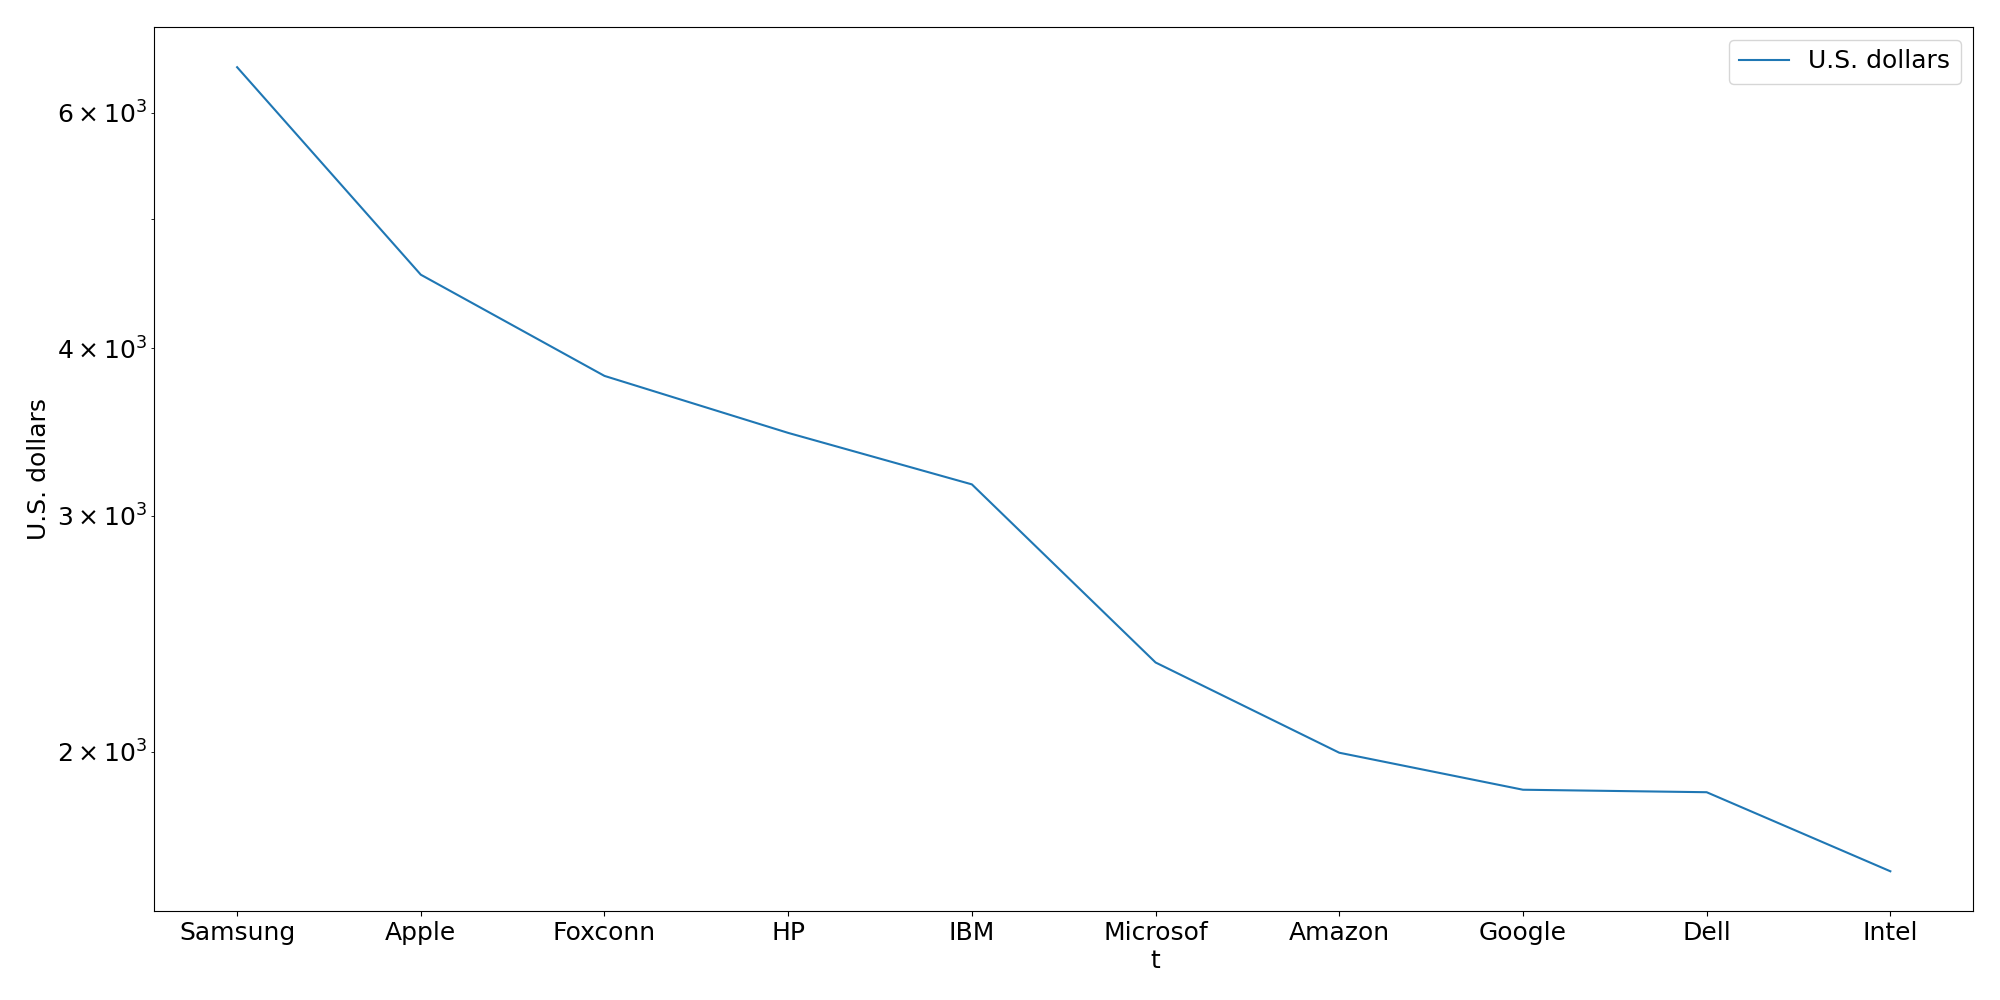 U.S. dollars
6 × 10³
4 × 10³
3 × 10³
2 × 10³
U.S. dollars
Samsung
Apple
Foxconn
HP
IBM
Microsof
t
Amazon
Google
Dell
Intel